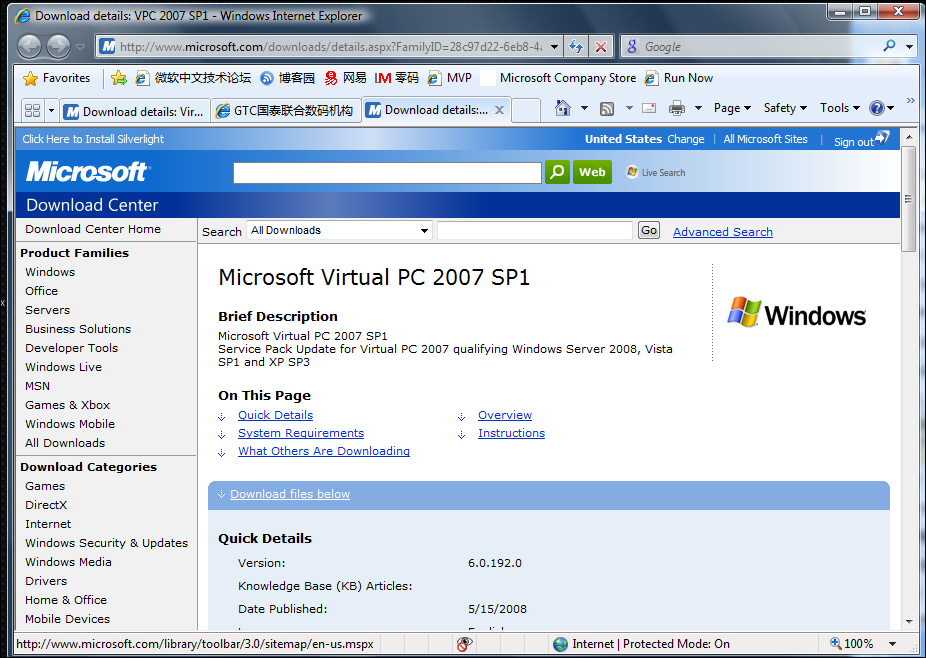 Download details: VPC 2007 SP1 - Windows Internet Explorer
http://www.microsoft.com/downloads/details.aspx?FamilyID=28c97d22-6eb8-4
Google
Favorites
微软中文技术论坛
博客园
网易
零码
MVP
Microsoft Company Store
Run Now
Download details: Vir...
GTC国泰联合数码机构
Download details:...
Page
Safety
Tools
Click Here to Install Silverlight
United States Change | All Microsoft Sites | Sign out
Microsoft
Web
Live Search
Download Center
Download Center Home
Search
All Downloads
Go
Advanced Search
Product Families
Windows
Office
Servers
Business Solutions
Developer Tools
Windows Live
MSN
Games & Xbox
Windows Mobile
All Downloads
Download Categories
Games
DirectX
Internet
Windows Security & Updates
Windows Media
Drivers
Home & Office
Mobile Devices
Microsoft Virtual PC 2007 SP1
Windows
Brief Description
Microsoft Virtual PC 2007 SP1
Service Pack Update for Virtual PC 2007 qualifying Windows Server 2008, Vista
SP1 and XP SP3
On This Page
Quick Details
Overview
System Requirements
Instructions
What Others Are Downloading
Download files below
Quick Details
Version: 6.0.192.0
Knowledge Base (KB) Articles:
Date Published: 5/15/2008
http://www.microsoft.com/library/toolbar/3.0/sitemap/en-us.mspx
Internet | Protected Mode: On
100%